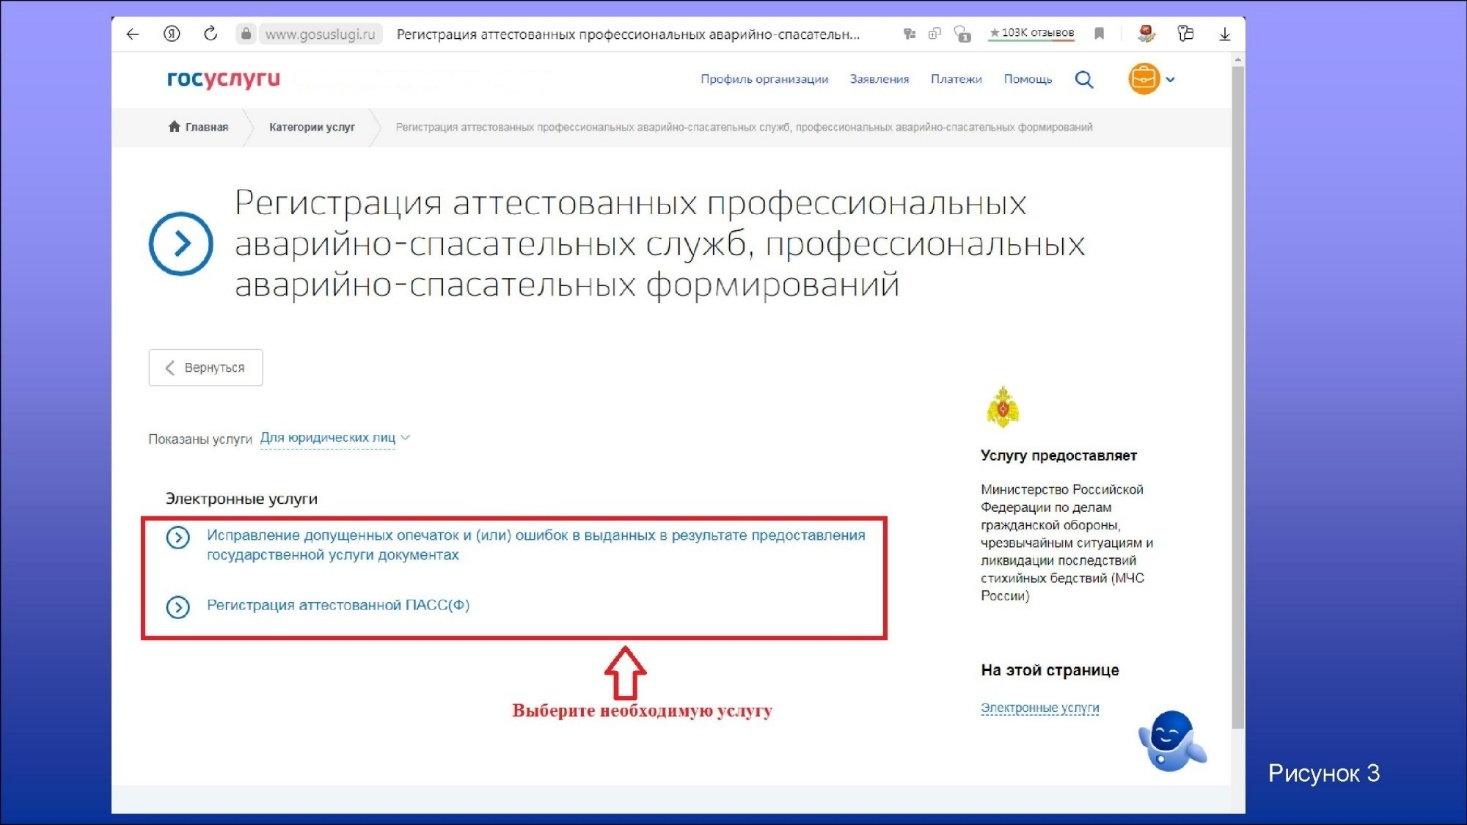 www.gosuslugi.ru Регистрация аттестованных профессиональных аварийно-спасательн... ★ 103К отзывов
госуслуги
Профиль организации Заявления Платежи Помощь
Главная Категории услуг Регистрация аттестованных профессиональных аварийно-спасательных служб, профессиональных аварийно-спасательных формирований
Регистрация аттестованных профессиональных
аварийно-спасательных служб, профессиональных
аварийно-спасательных формирований
Вернуться
Показаны услуги Для юридических лиц
Электронные услуги
Исправление допущенных опечаток и (или) ошибок в выданных в результате предоставления
государственной услуги документах
Регистрация аттестованной ПАСС(Ф)
Выберите необходимую услугу
Услугу предоставляет
Министерство Российской
Федерации по делам
гражданской обороны,
чрезвычайным ситуациям и
ликвидации последствий
стихийных бедствий (МЧС
России)
На этой странице
Электронные услуги
Рисунок 3